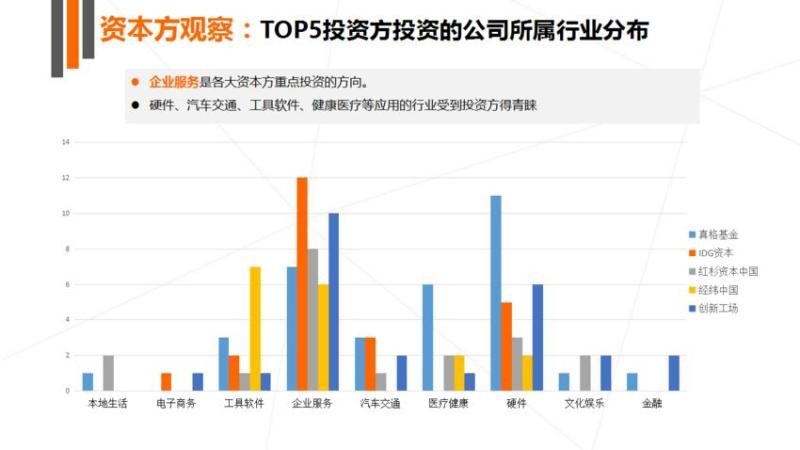 资本方观察：TOP5投资方投资的公司所属行业分布
● 企业服务是各大资本方重点投资的方向。
● 硬件、汽车交通、工具软件、健康医疗等应用的行业受到投资方得青睐
14
12
10
8
6
4
2
0
本地生活 电子商务 工具软件 企业服务 汽车交通 医疗健康 硬件 文化娱乐 金融
真格基金
IDG资本
红杉资本中国
经纬中国
创新工场